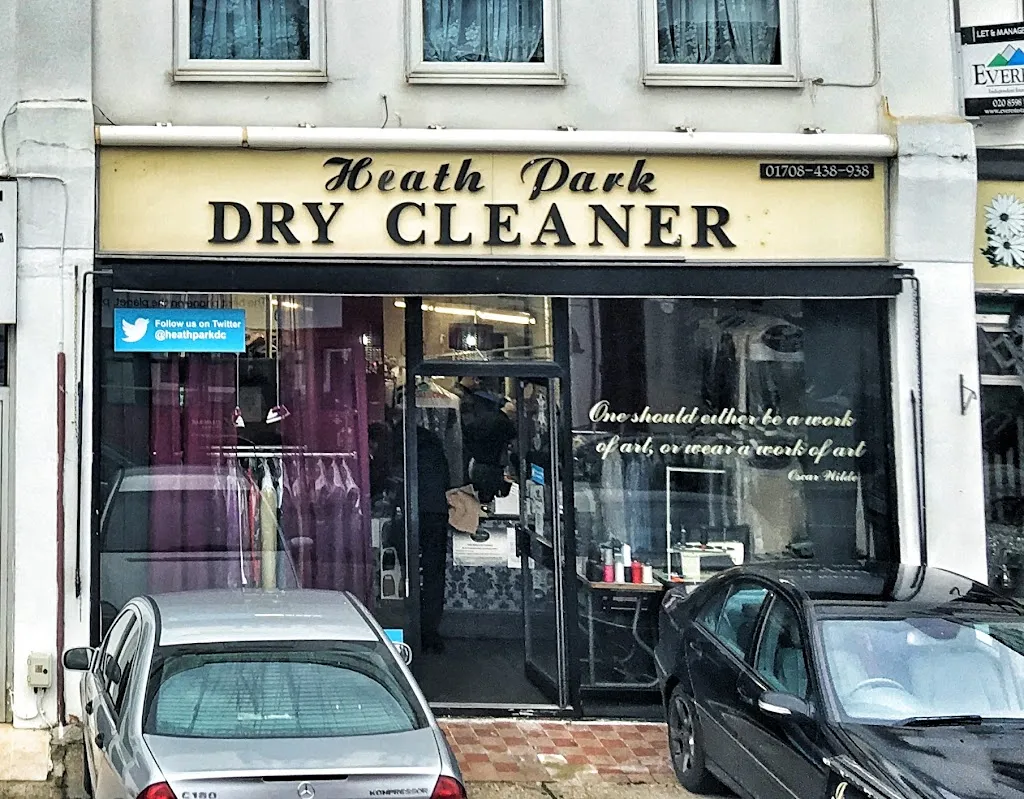 LET & MANAGE
EVERE
020 8598
Heath Park
01708-438-938
DRY CLEANER
Follow us on Twitter
@heathparkdc
One should either be a work
of art, or wear a work of art
Oscar Wilde
C180
KOMPRESSOR